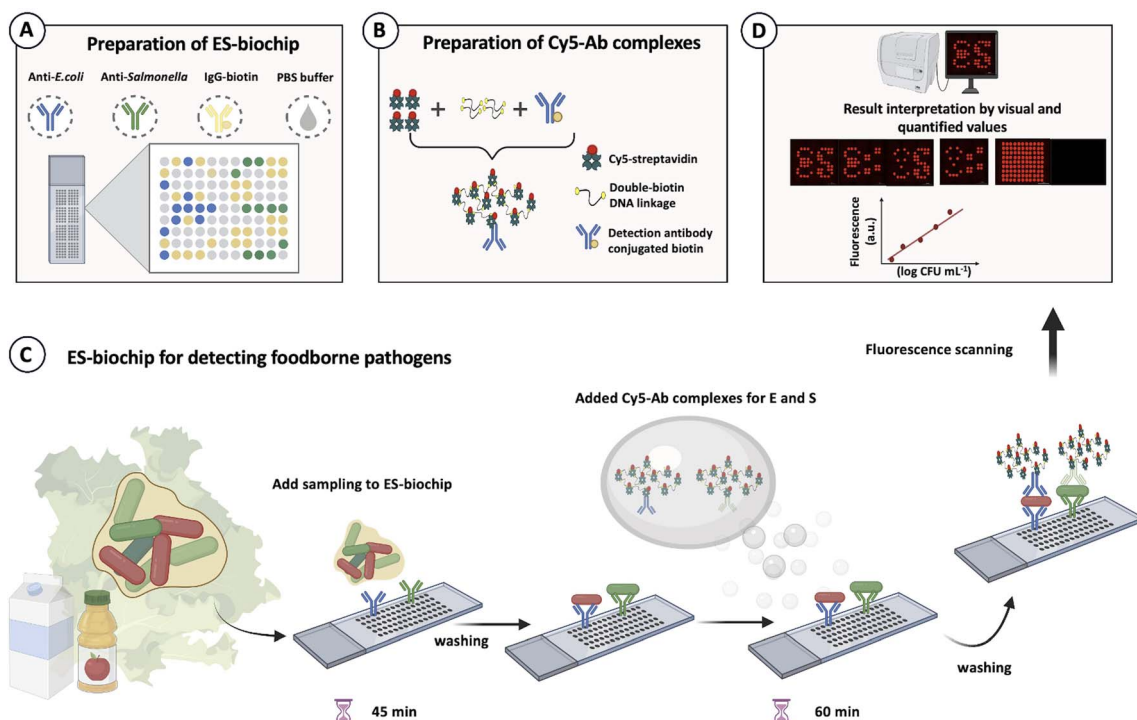 A
Preparation of ES-biochip
Anti-E.coli
Anti-Salmonella
IgG-biotin
PBS buffer
B
Preparation of Cy5-Ab complexes
+
+
Cy5-streptavidin
Double-biotin
DNA linkage
Detection antibody
conjugated biotin
D
ES
Result interpretation by visual and
quantified values
ES
E:
:S
Fluorescence
(a.u.)
(log CFU mL⁻¹)
C
ES-biochip for detecting foodborne pathogens
Fluorescence scanning
Added Cy5-Ab complexes for E and S
Add sampling to ES-biochip
washing
washing
45 min
60 min